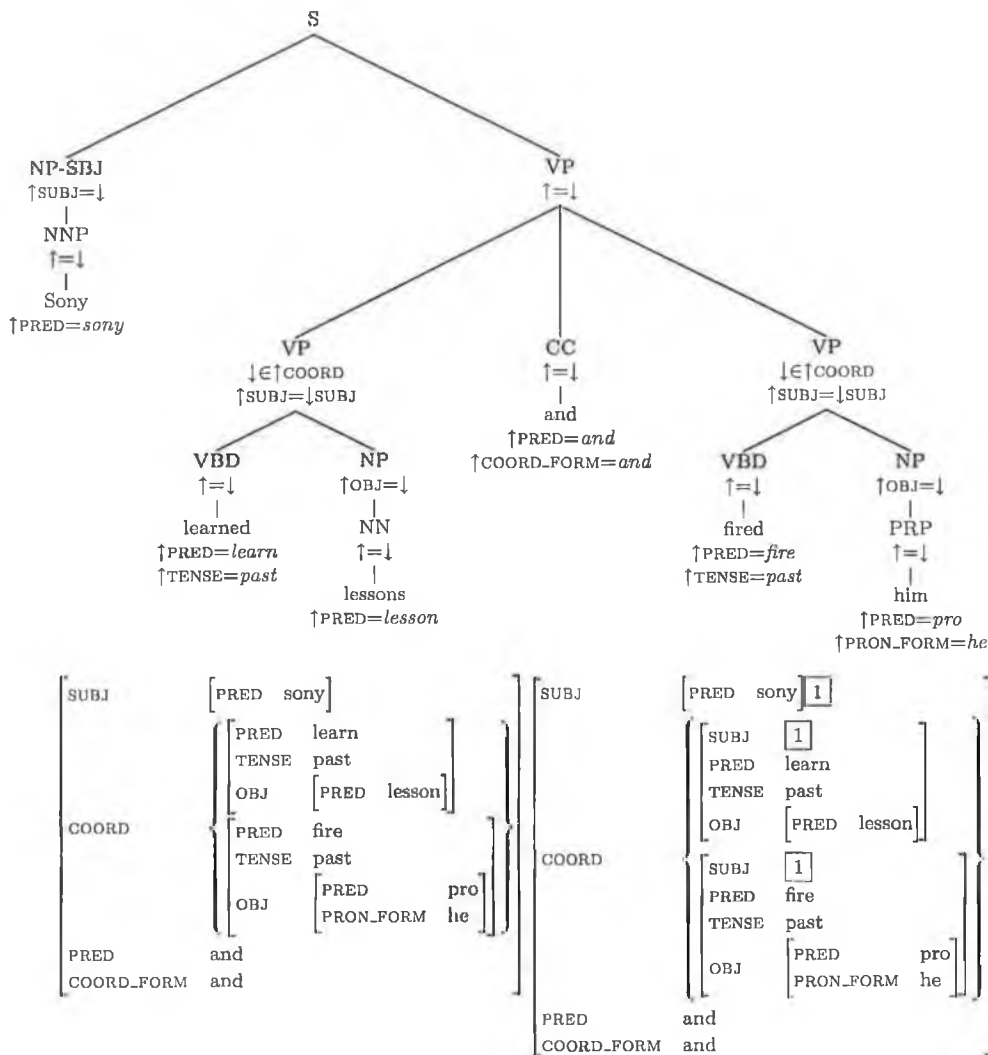 S
NP-SBJ VP
↑SUBJ=↓ ↑=↓
NNP
↑=↓
Sony
↑PRED=sony
VP CC VP
↓∈↑COORD ↑=↓ ↓∈↑COORD
↑SUBJ=↓SUBJ ↑SUBJ=↓SUBJ
and
↑PRED=and
↑COORD_FORM=and
VBD NP VBD NP
↑=↓ ↑OBJ=↓ ↑=↓ ↑OBJ=↓
learned NN fired PRP
↑PRED=learn ↑=↓ ↑PRED=fire ↑=↓
↑TENSE=past ↑TENSE=past
lessons him
↑PRED=lesson ↑PRED=pro
↑PRON_FORM=he
SUBJ [PRED sony]
PRED learn
TENSE past
OBJ [PRED lesson]
COORD
PRED fire
TENSE past
OBJ
PRED pro
PRON_FORM he
PRED and
COORD_FORM and
SUBJ [PRED sony] 1
SUBJ 1
PRED learn
TENSE past
OBJ [PRED lesson]
COORD
SUBJ 1
PRED fire
TENSE past
OBJ
PRED pro
PRON_FORM he
PRED and
COORD_FORM and